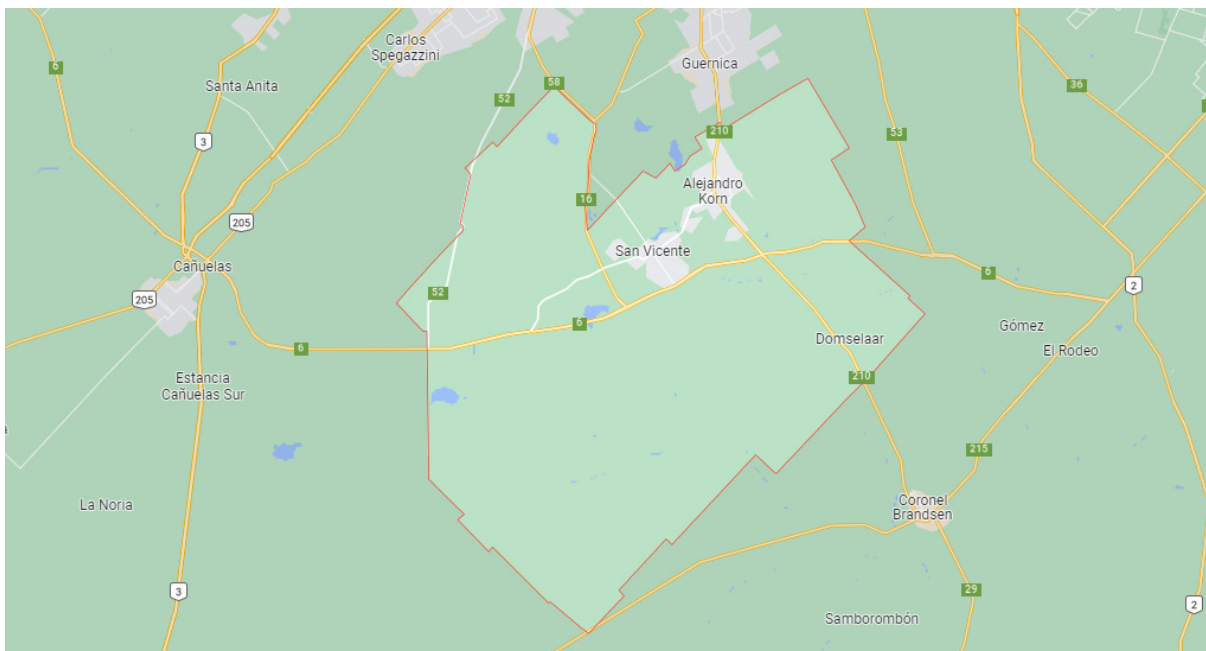 Carlos
Spegazzini
Guernica
6
58
Santa Anita
36
52
3
210
53
Alejandro
Korn
16
205
San Vicente
Cañuelas
6
2
52
205
6
Gómez
Domselaar
El Rodeo
6
Estancia
Cañuelas Sur
210
215
La Noria
Coronel
Brandsen
3
29
2
Samborombón